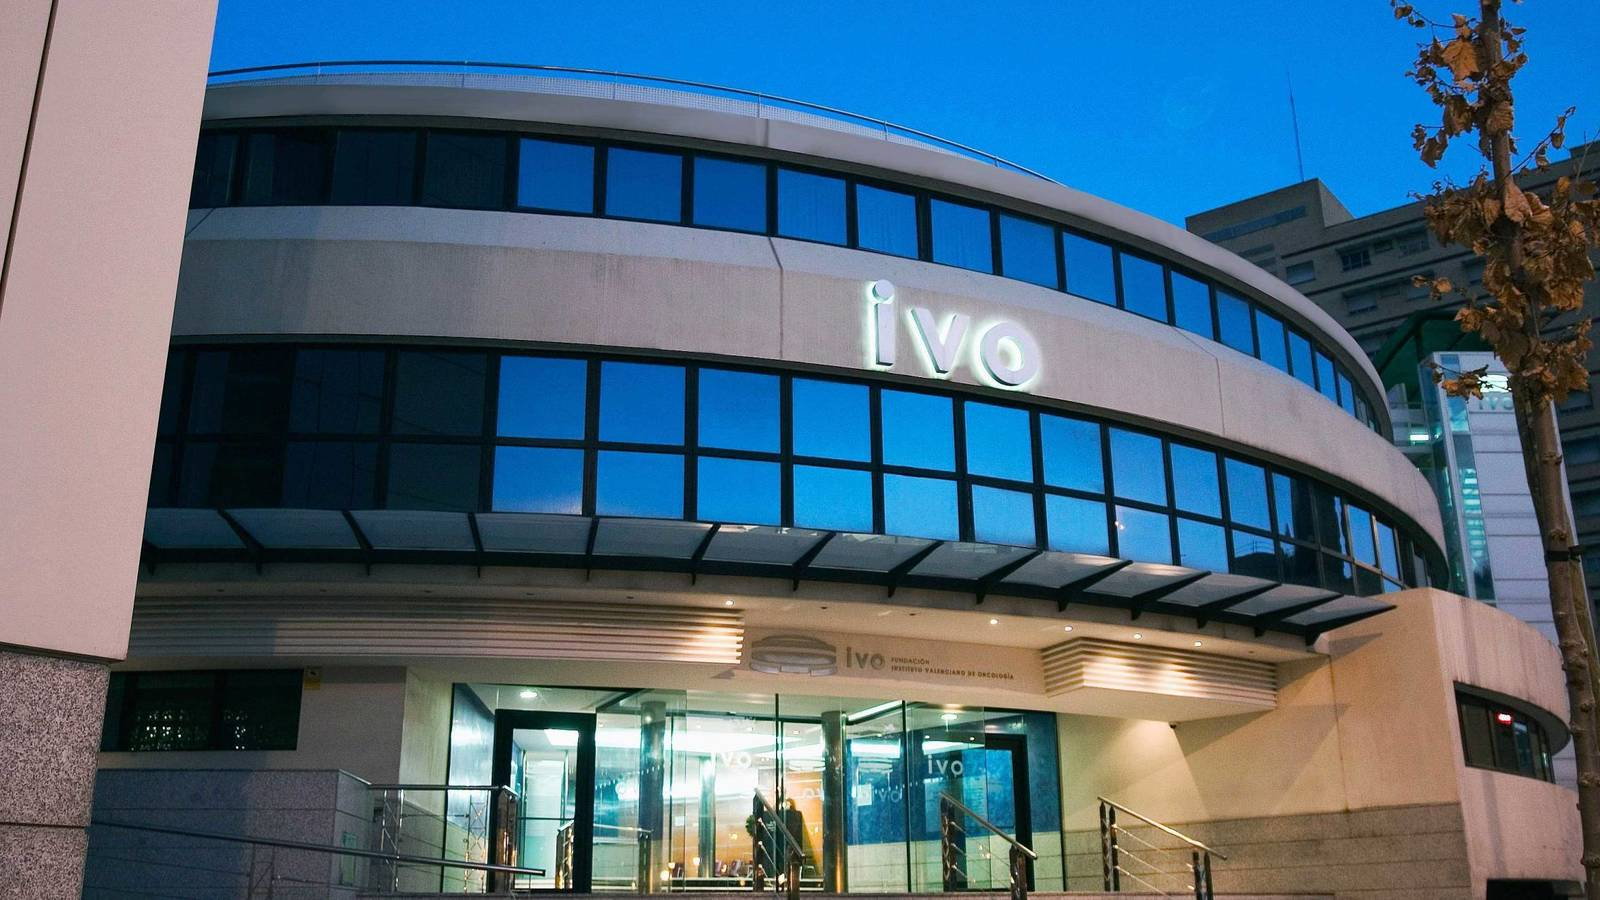 ivo
ivo
ivo
FUNDACIÓN
INSTITUTO VALENCIANO DE ONCOLOGÍA
ivo
ivo